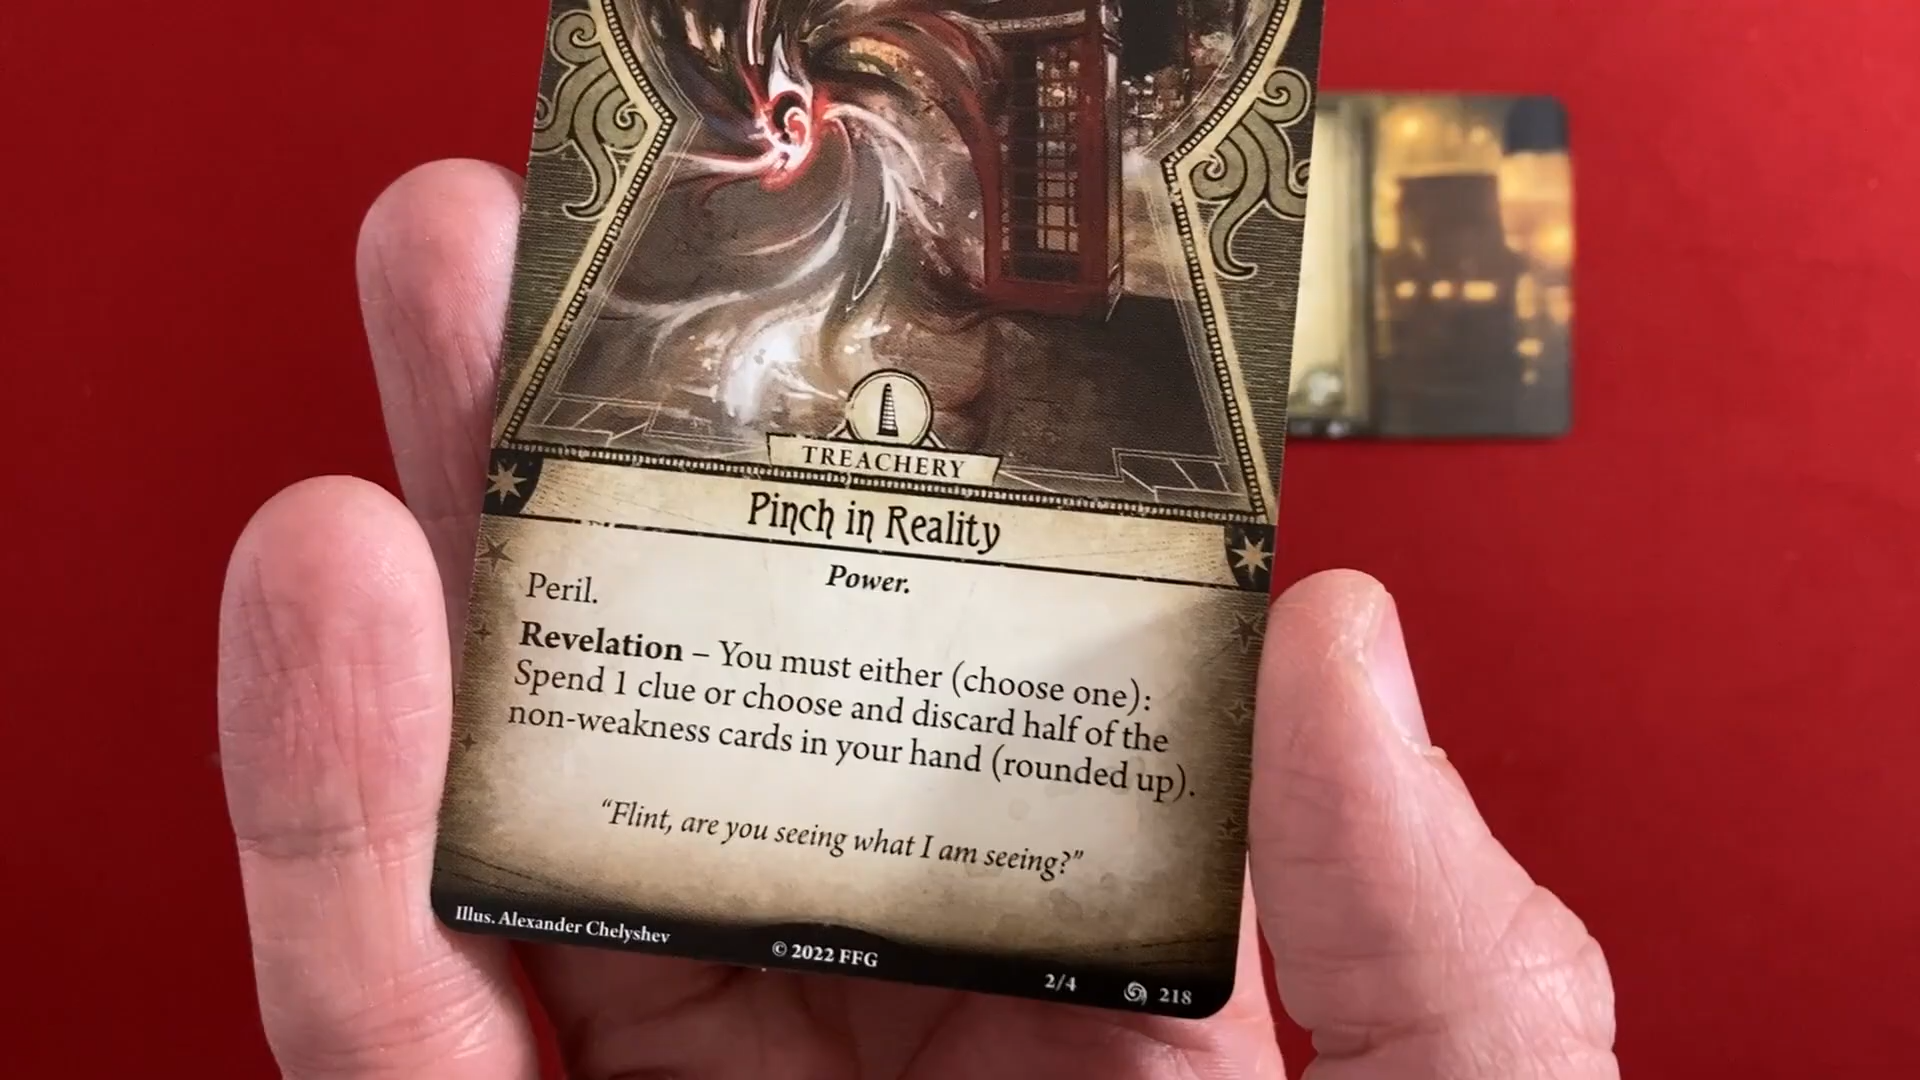 TREACHERY
Pinch in Reality
Power.
Peril.
Revelation – You must either (choose one):
Spend 1 clue or choose and discard half of the
non-weakness cards in your hand (rounded up).
“Flint, are you seeing what I am seeing?”
Illus. Alexander Chelyshev
© 2022 FFG
2/4
218